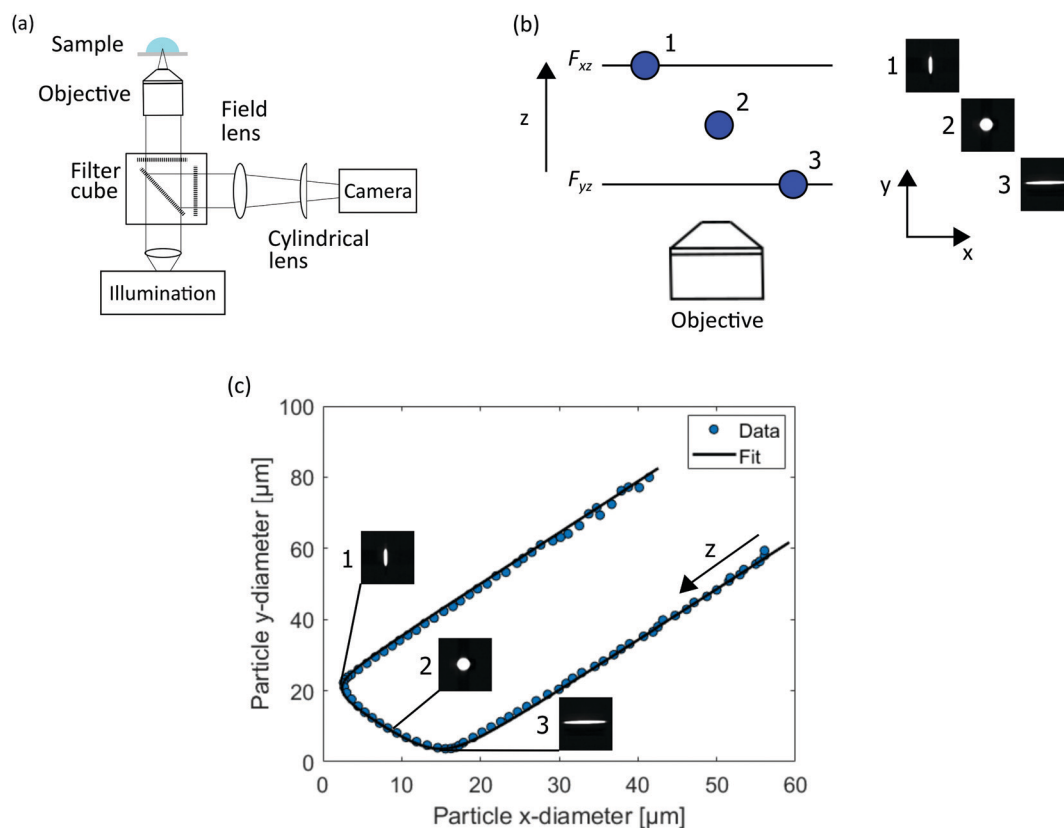 (a)
Sample
Objective
Field
lens
Filter
cube
Camera
Cylindrical
lens
Illumination
(b)
z
Fxz
1
2
Fyz
3
Objective
1
2
3
y
x
(c)
100
80
60
40
20
0
Particle y-diameter [µm]
Data
Fit
z
1
2
3
0
10
20
30
40
50
60
Particle x-diameter [µm]